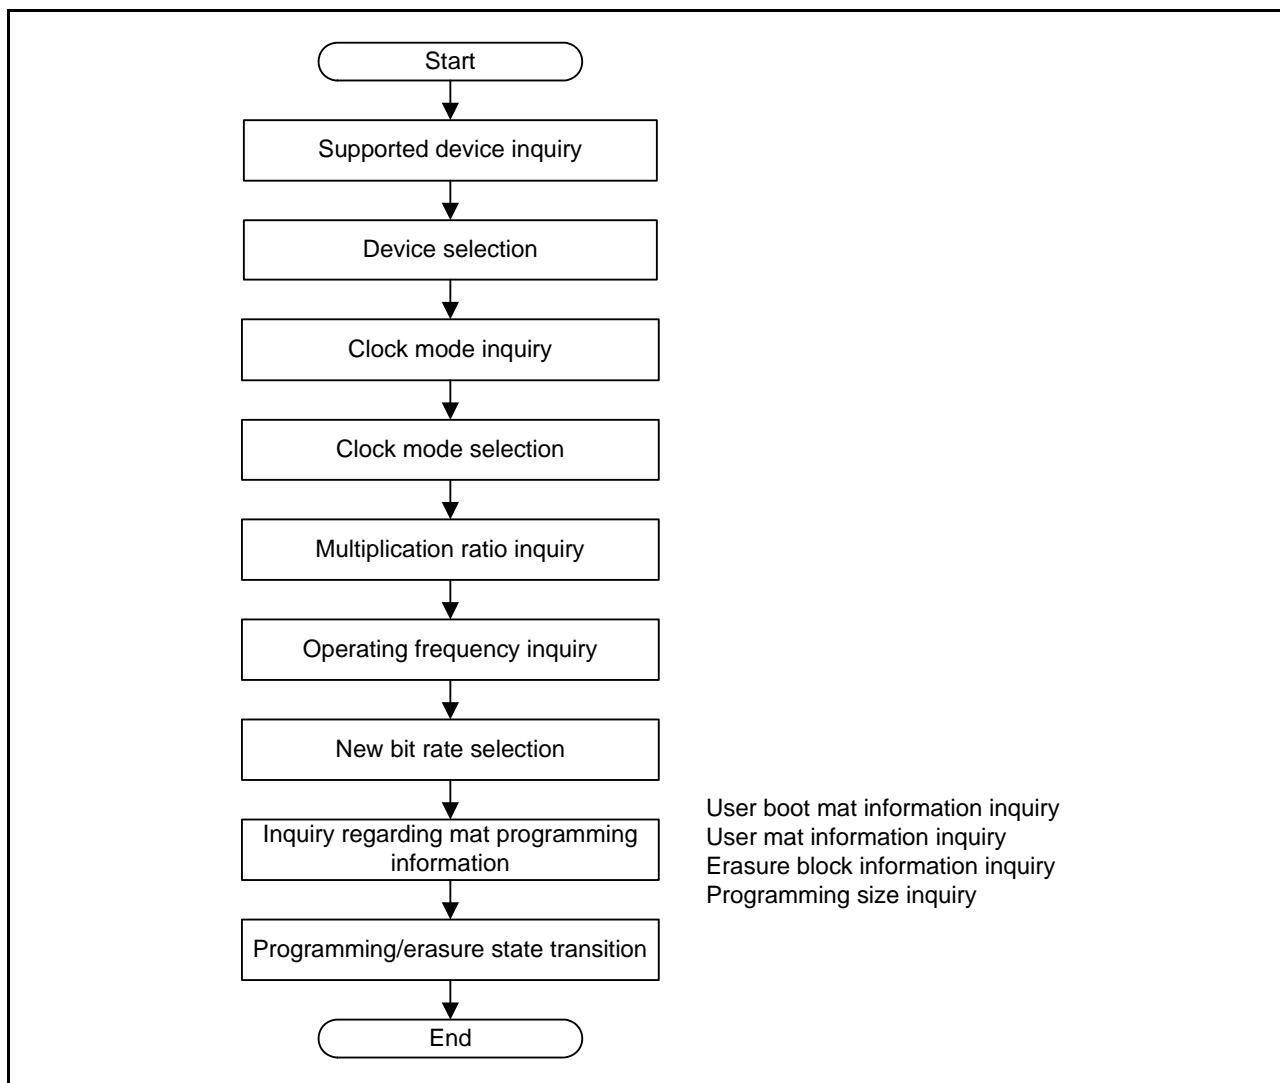 Start
Supported device inquiry
Device selection
Clock mode inquiry
Clock mode selection
Multiplication ratio inquiry
Operating frequency inquiry
New bit rate selection
Inquiry regarding mat programming
information
User boot mat information inquiry
User mat information inquiry
Erasure block information inquiry
Programming size inquiry
Programming/erasure state transition
End